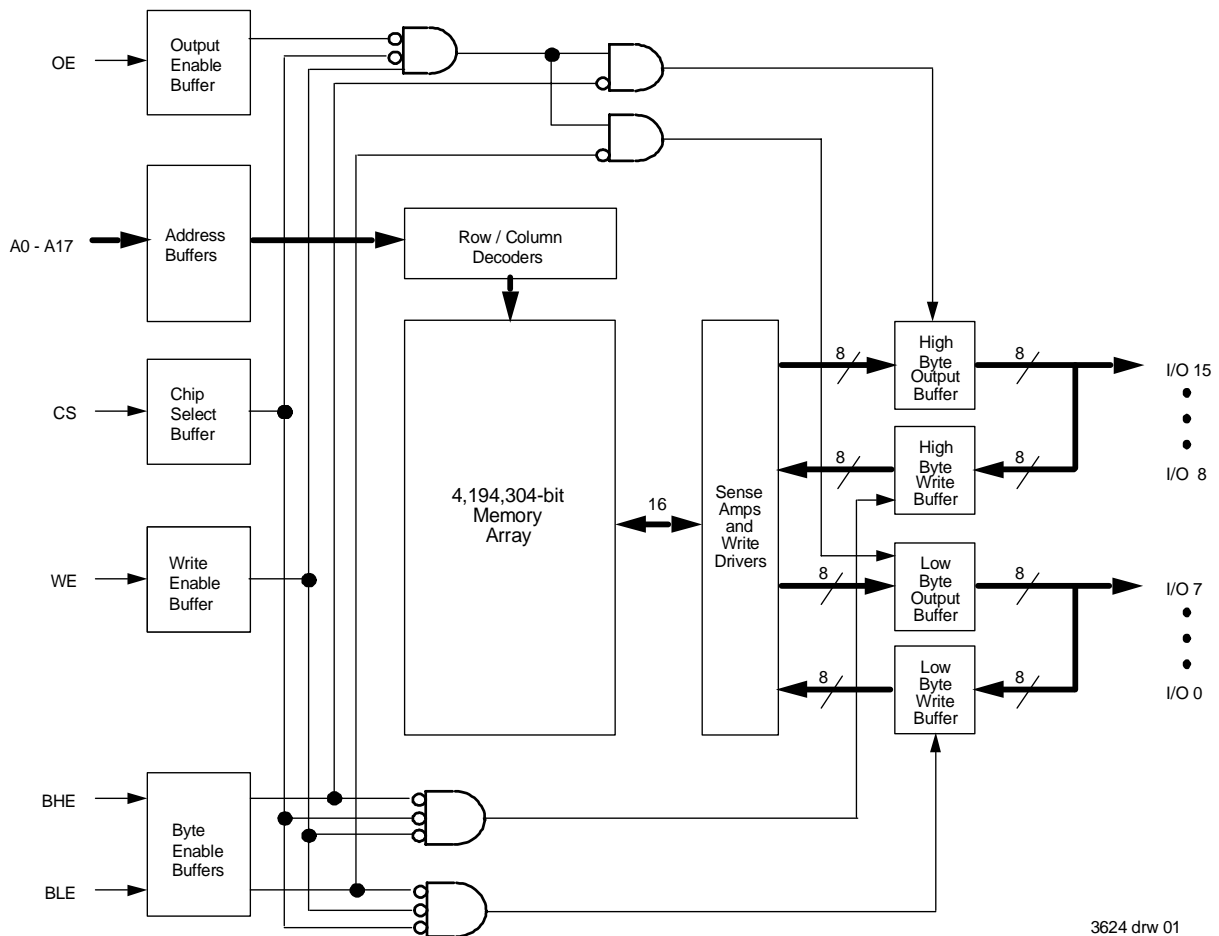 OE
Output
Enable
Buffer
A0 - A17
Address
Buffers
Row / Column
Decoders
CS
Chip
Select
Buffer
WE
Write
Enable
Buffer
4,194,304-bit
Memory
Array
16
Sense
Amps
and
Write
Drivers
8
High
Byte
Output
Buffer
8
I/O 15
8
High
Byte
Write
Buffer
8
I/O 8
8
Low
Byte
Output
Buffer
8
I/O 7
8
Low
Byte
Write
Buffer
8
I/O 0
BHE
BLE
Byte
Enable
Buffers
3624 drw 01